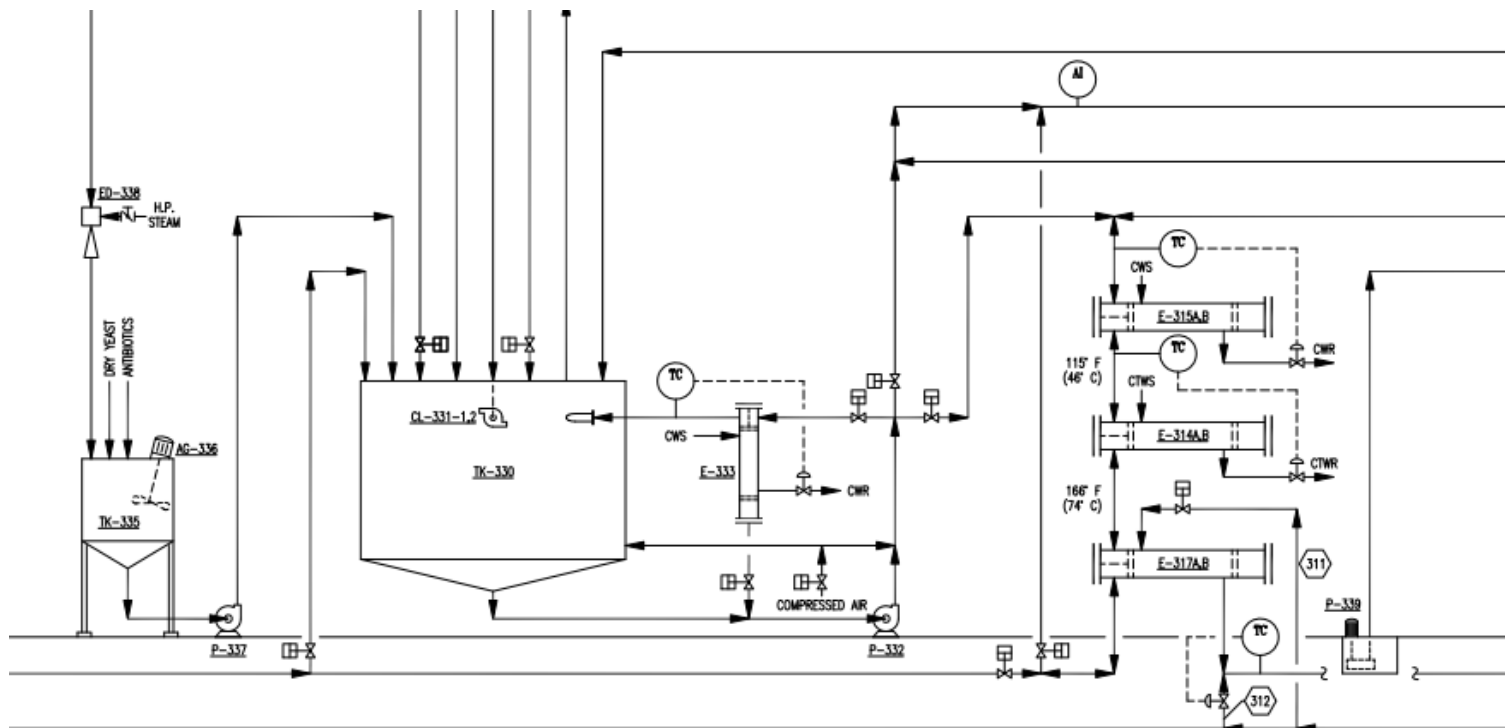 AI
ED-338
H.P.
STEAM
TC
CWS
E-315A,B
DRY YEAST
ANTIBIOTICS
TC
CWR
115° F
(46° C)
TC
CTWS
CL-331-1,2
AG-336
CWS
E-314A,B
TK-330
E-333
CTWR
CWR
166° F
(74° C)
TK-335
E-317A,B
311
COMPRESSED AIR
P-339
P-337
P-332
TC
312